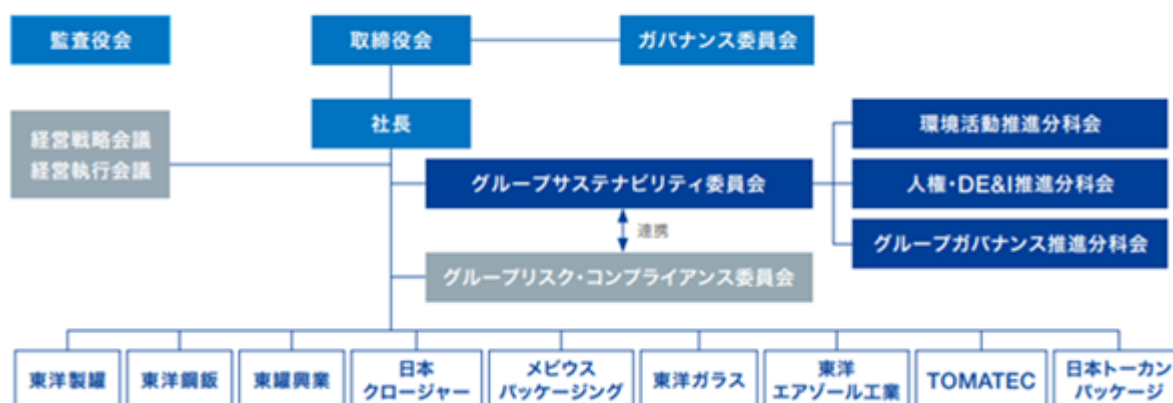 監査役会
取締役会
ガバナンス委員会
社長
経営戦略会議
経営執行会議
環境活動推進分科会
グループサステナビリティ委員会
人権・DE&I推進分科会
連携
グループガバナンス推進分科会
グループリスク・コンプライアンス委員会
東洋製罐
東洋鋼鈑
東罐興業
日本
クロージャー
メビウス
パッケージング
東洋ガラス
東洋
エアゾール工業
TOMATEC
日本トーカン
パッケージ